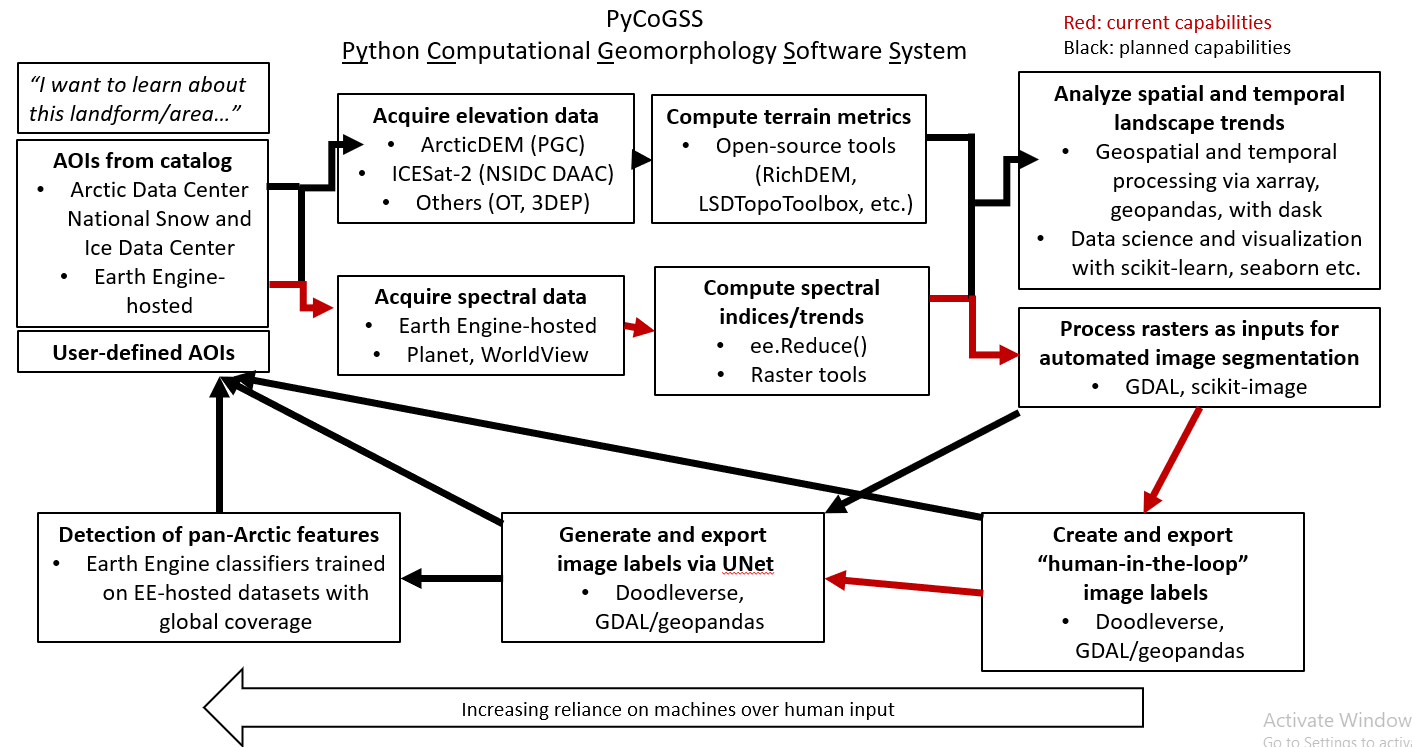 PyCoGSS
Python Computational Geomorphology Software System
Red: current capabilities
Black: planned capabilities
“I want to learn about
this landform/area…”
AOIs from catalog
• Arctic Data Center
National Snow and
Ice Data Center
• Earth Engine-
hosted
User-defined AOIs
Acquire elevation data
• ArcticDEM (PGC)
• ICESat-2 (NSIDC DAAC)
• Others (OT, 3DEP)
Compute terrain metrics
• Open-source tools
(RichDEM,
LSDTopoToolbox, etc.)
Analyze spatial and temporal
landscape trends
• Geospatial and temporal
processing via xarray,
geopandas, with dask
• Data science and visualization
with scikit-learn, seaborn etc.
Acquire spectral data
• Earth Engine-hosted
• Planet, WorldView
Compute spectral
indices/trends
• ee.Reduce()
• Raster tools
Process rasters as inputs for
automated image segmentation
• GDAL, scikit-image
Detection of pan-Arctic features
• Earth Engine classifiers trained
on EE-hosted datasets with
global coverage
Generate and export
image labels via UNet
• Doodleverse,
GDAL/geopandas
Create and export
“human-in-the-loop”
image labels
• Doodleverse,
GDAL/geopandas
Increasing reliance on machines over human input
Activate Window
Go to Settings to activ